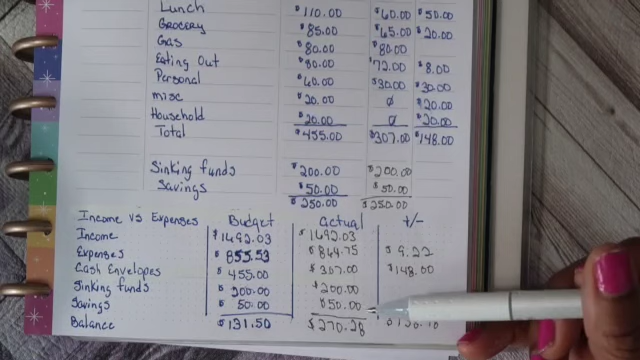 Lunch $110.00 $60.00 $50.00
Grocery $85.00 $65.00 $20.00
Gas $80.00 $80.00
Eating Out $80.00 $72.00 $8.00
Personal $60.00 $30.00 $30.00
misc $20.00 Ø $20.00
Household $20.00 Ø $20.00
Total $455.00 $307.00 $148.00
Sinking funds $200.00 $200.00
Savings $50.00 $50.00
$250.00 $250.00
Income vs Expenses Budget Actual +/-
Income $1692.03 $1692.03
Expenses $855.53 $864.75 $9.22
Cash Envelopes $455.00 $307.00 $148.00
Sinking funds $200.00 $200.00
Savings $50.00 $50.00
Balance $131.50 $270.28